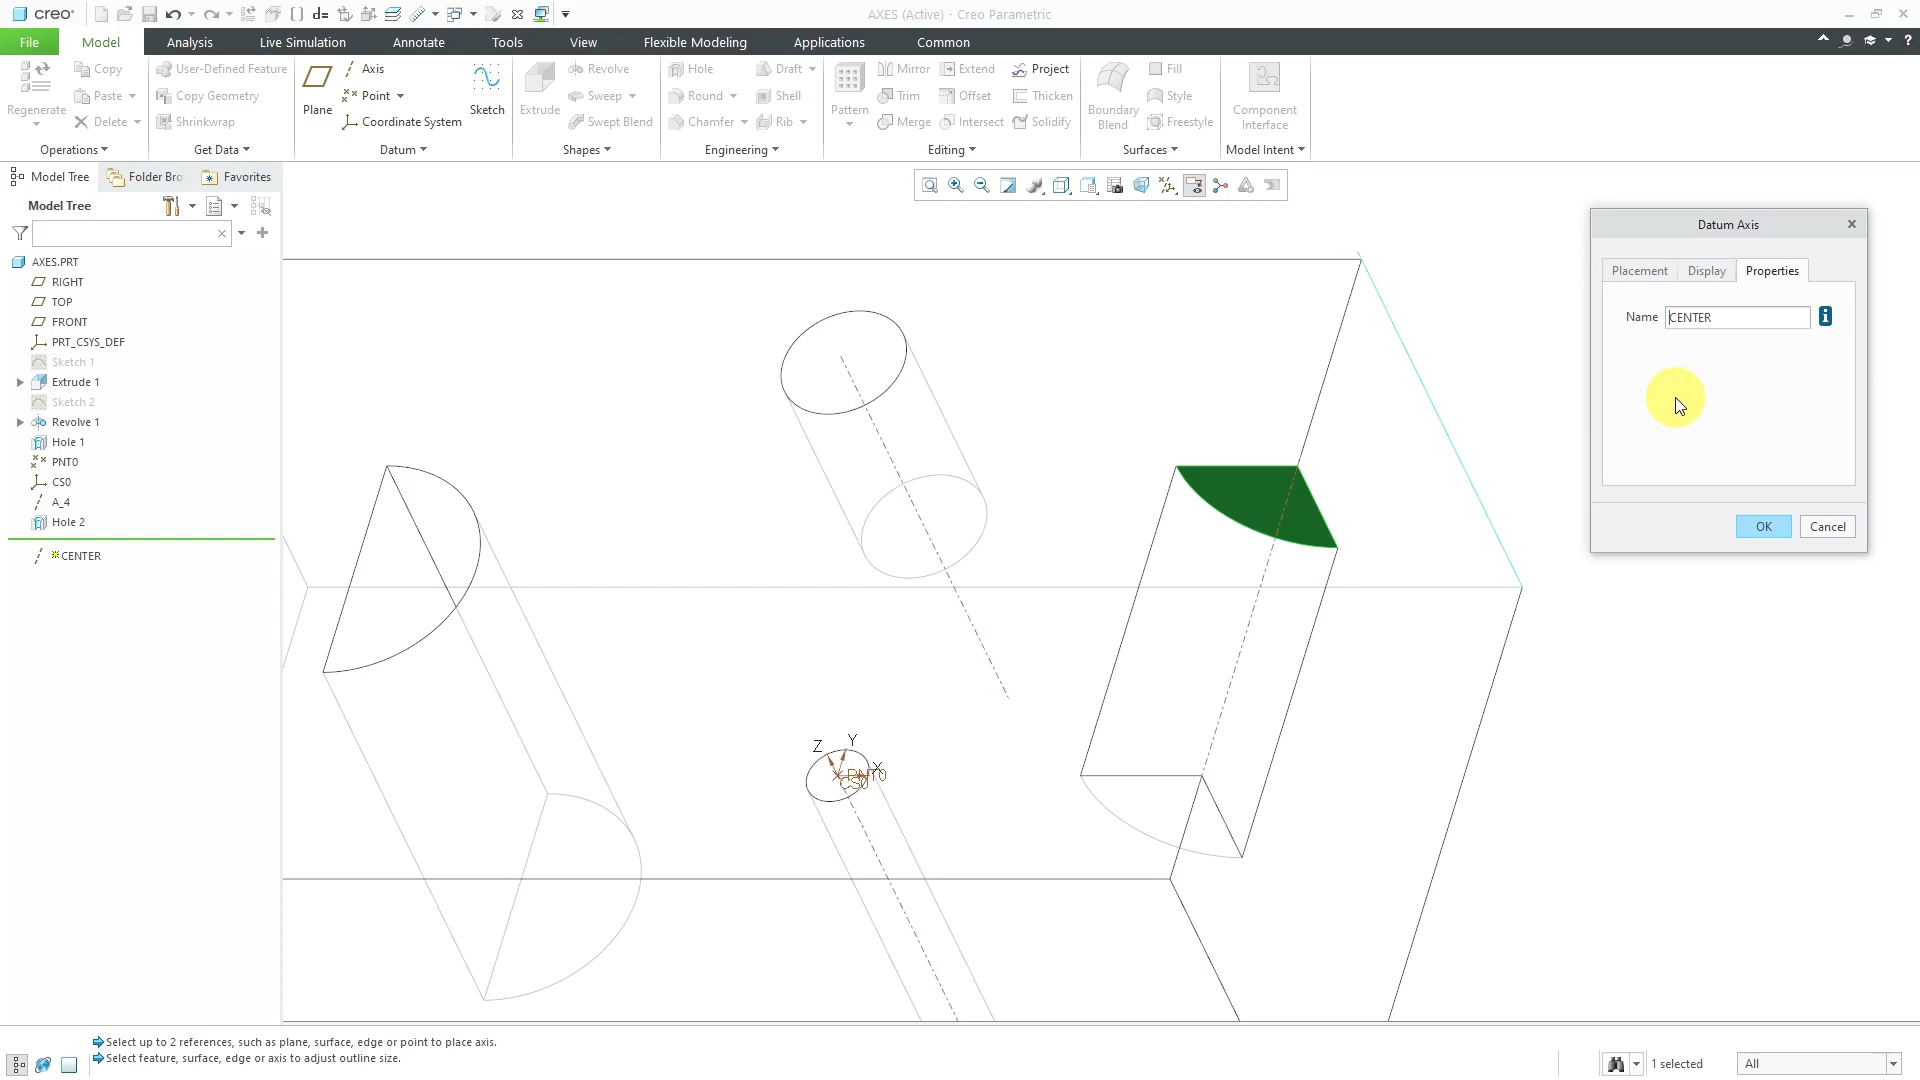 creo
AXES (Active) - Creo Parametric
File
Model
Analysis
Live Simulation
Annotate
Tools
View
Flexible Modeling
Applications
Common
Regenerate
Copy
Paste
Delete
Operations
User-Defined Feature
Copy Geometry
Shrinkwrap
Get Data
Plane
Axis
Point
Coordinate System
Sketch
Datum
Extrude
Revolve
Sweep
Swept Blend
Shapes
Hole
Round
Chamfer
Draft
Shell
Rib
Engineering
Pattern
Mirror
Trim
Merge
Extend
Offset
Intersect
Project
Thicken
Solidify
Editing
Boundary
Blend
Fill
Style
Freestyle
Surfaces
Component
Interface
Model Intent
Model Tree
Folder Bro
Favorites
Model Tree
AXES.PRT
RIGHT
TOP
FRONT
PRT_CSYS_DEF
Sketch 1
Extrude 1
Sketch 2
Revolve 1
Hole 1
PNT0
CS0
A_4
Hole 2
CENTER
Z
Y
X
PNT0
CS0
Datum Axis
Placement
Display
Properties
Name
CENTER
OK
Cancel
Select up to 2 references, such as plane, surface, edge or point to place axis.
Select feature, surface, edge or axis to adjust outline size.
1 selected
All